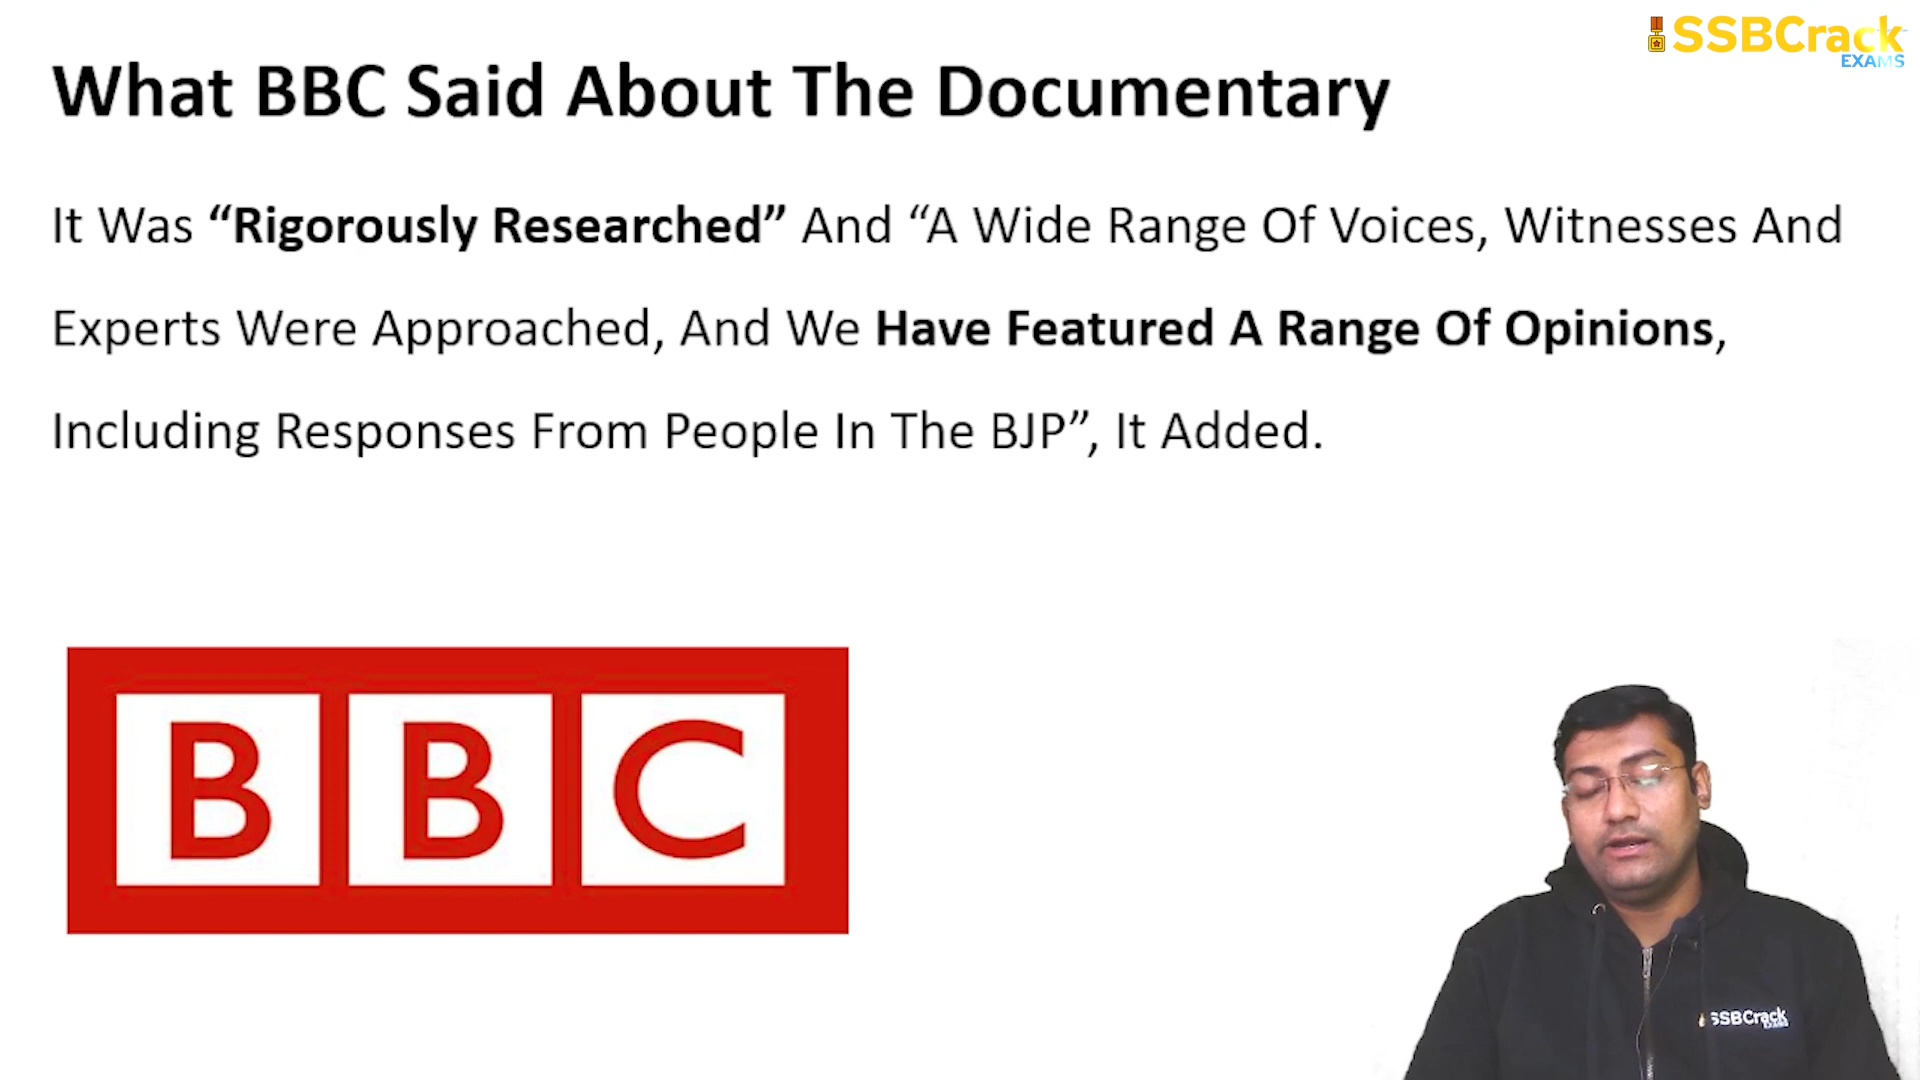 SSBCrack
EXAMS
What BBC Said About The Documentary
It Was “Rigorously Researched” And “A Wide Range Of Voices, Witnesses And
Experts Were Approached, And We Have Featured A Range Of Opinions,
Including Responses From People In The BJP”, It Added.
BBC
SSBCrack
EXAMS